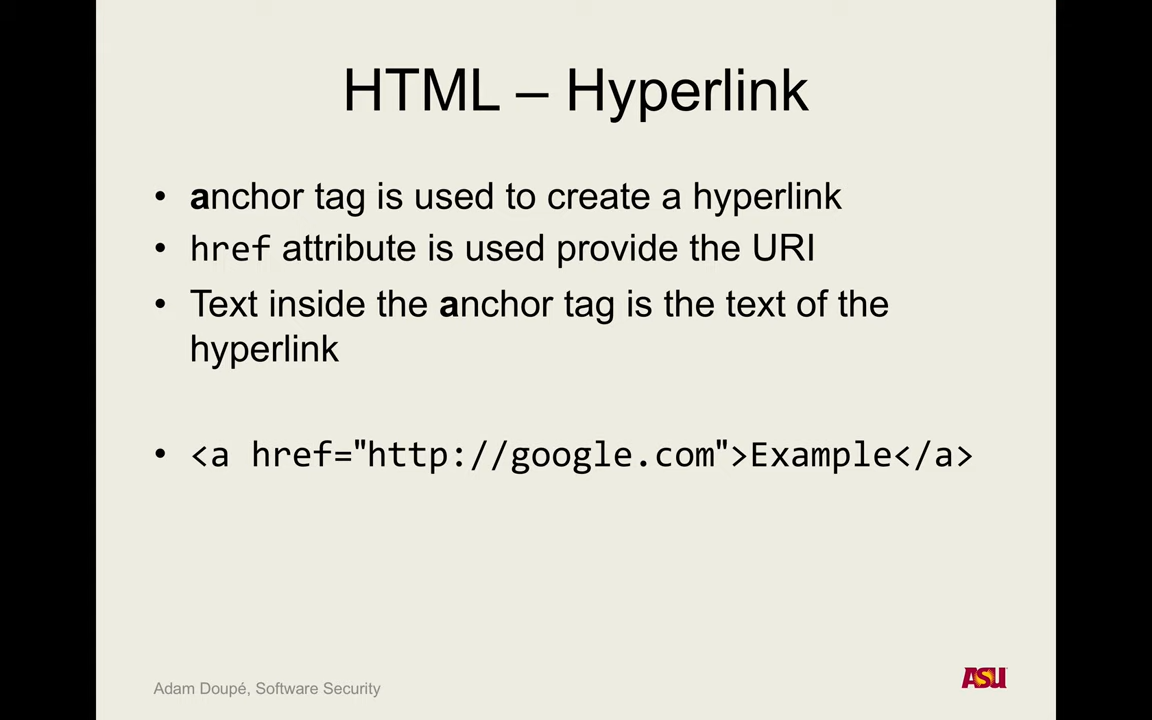 HTML – Hyperlink
• anchor tag is used to create a hyperlink
• href attribute is used provide the URI
• Text inside the anchor tag is the text of the
hyperlink
• <a href="http://google.com">Example</a>
Adam Doupé, Software Security
ASU